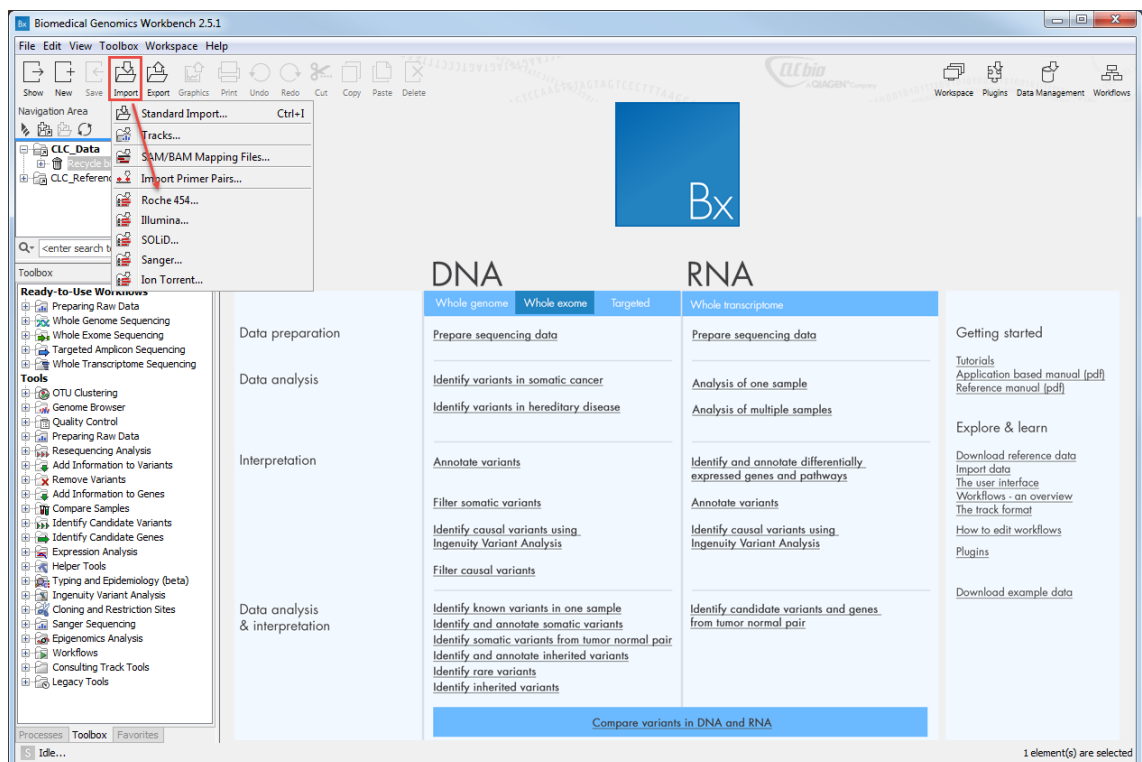 Biomedical Genomics Workbench 2.5.1
File Edit View Toolbox Workspace Help
Show New Save Import Export Graphics Print Undo Redo Cut Copy Paste Delete
CLC bio
A QIAGEN Company
Workspace Plugins Data Management Workflows
Navigation Area
CLC_Data
Recycle b
CLC_Referen
<enter search t
Standard Import... Ctrl+I
Tracks...
SAM/BAM Mapping Files...
Import Primer Pairs...
Roche 454...
Illumina...
SOLiD...
Sanger...
Ion Torrent...
Bx
Toolbox
Ready-to-Use Workflows
Preparing Raw Data
Whole Genome Sequencing
Whole Exome Sequencing
Targeted Amplicon Sequencing
Whole Transcriptome Sequencing
Tools
OTU Clustering
Genome Browser
Quality Control
Preparing Raw Data
Resequencing Analysis
Add Information to Variants
Remove Variants
Add Information to Genes
Compare Samples
Identify Candidate Variants
Identify Candidate Genes
Expression Analysis
Helper Tools
Typing and Epidemiology (beta)
Ingenuity Variant Analysis
Cloning and Restriction Sites
Sanger Sequencing
Epigenomics Analysis
Workflows
Consulting Track Tools
Legacy Tools
Processes Toolbox Favorites
DNA RNA
Whole genome Whole exome Targeted Whole transcriptome
Data preparation
Prepare sequencing data
Prepare sequencing data
Data analysis
Identify variants in somatic cancer
Identify variants in hereditary disease
Analysis of one sample
Analysis of multiple samples
Interpretation
Annotate variants
Filter somatic variants
Identify causal variants using
Ingenuity Variant Analysis
Filter causal variants
Identify and annotate differentially
expressed genes and pathways
Annotate variants
Identify causal variants using
Ingenuity Variant Analysis
Data analysis
& interpretation
Identify known variants in one sample
Identify and annotate somatic variants
Identify somatic variants from tumor normal pair
Identify and annotate inherited variants
Identify rare variants
Identify inherited variants
Identify candidate variants and genes
from tumor normal pair
Compare variants in DNA and RNA
Getting started
Tutorials
Application based manual (pdf)
Reference manual (pdf)
Explore & learn
Download reference data
Import data
The user interface
Workflows - an overview
The track format
How to edit workflows
Plugins
Download example data
Idle...
1 element(s) are selected